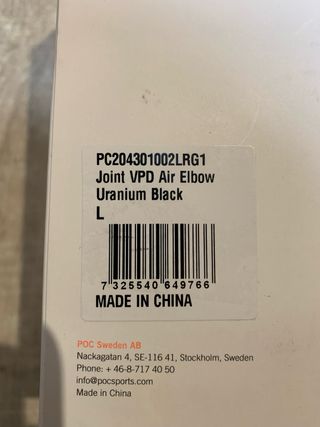 PC204301002LRG1
Joint VPD Air Elbow
Uranium Black
L
7 325540 649766
MADE IN CHINA
POC Sweden AB
Nackagatan 4, SE-116 41, Stockholm, Sweden
Phone: + 46-8-717 40 50
info@pocsports.com
Made in China